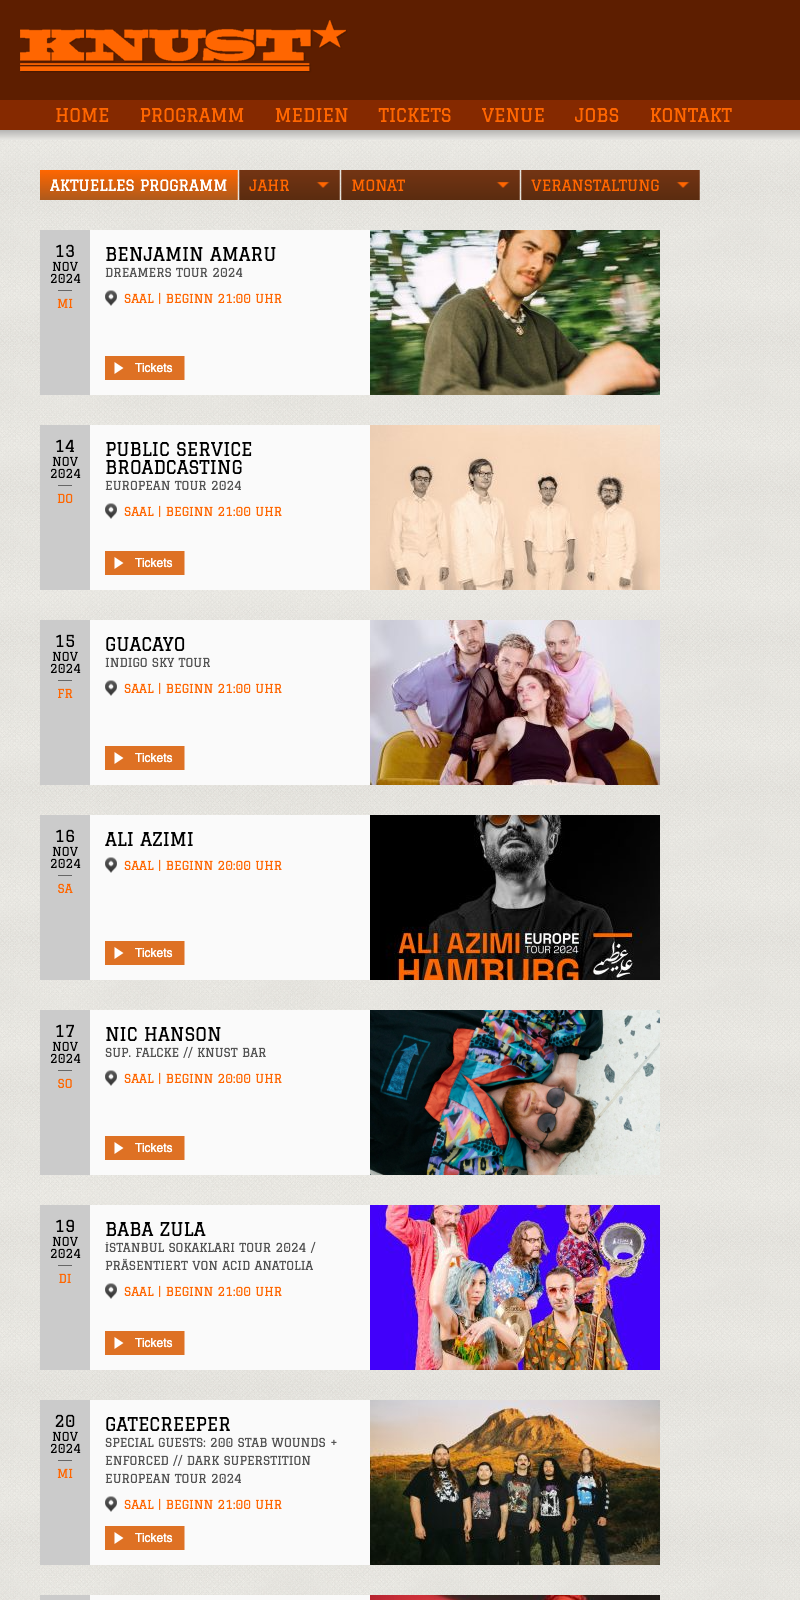 KNUST
HOME PROGRAMM MEDIEN TICKETS VENUE JOBS KONTAKT
AKTUELLES PROGRAMM JAHR MONAT VERANSTALTUNG
13
NOV
2024
MI
BENJAMIN AMARU
DREAMERS TOUR 2024
SAAL | BEGINN 21:00 UHR
Tickets
14
NOV
2024
DO
PUBLIC SERVICE
BROADCASTING
EUROPEAN TOUR 2024
SAAL | BEGINN 21:00 UHR
Tickets
15
NOV
2024
FR
GUACAYO
INDIGO SKY TOUR
SAAL | BEGINN 21:00 UHR
Tickets
16
NOV
2024
SA
ALI AZIMI
SAAL | BEGINN 20:00 UHR
Tickets
ALI AZIMI EUROPE
TOUR 2024
HAMBURG
علی عظیمی
17
NOV
2024
SO
NIC HANSON
SUP. FALCKE // KNUST BAR
SAAL | BEGINN 20:00 UHR
Tickets
19
NOV
2024
DI
BABA ZULA
İSTANBUL SOKAKLARI TOUR 2024 /
PRÄSENTIERT VON ACID ANATOLIA
SAAL | BEGINN 21:00 UHR
Tickets
20
NOV
2024
MI
GATECREEPER
SPECIAL GUESTS: 200 STAB WOUNDS +
ENFORCED // DARK SUPERSTITION
EUROPEAN TOUR 2024
SAAL | BEGINN 21:00 UHR
Tickets